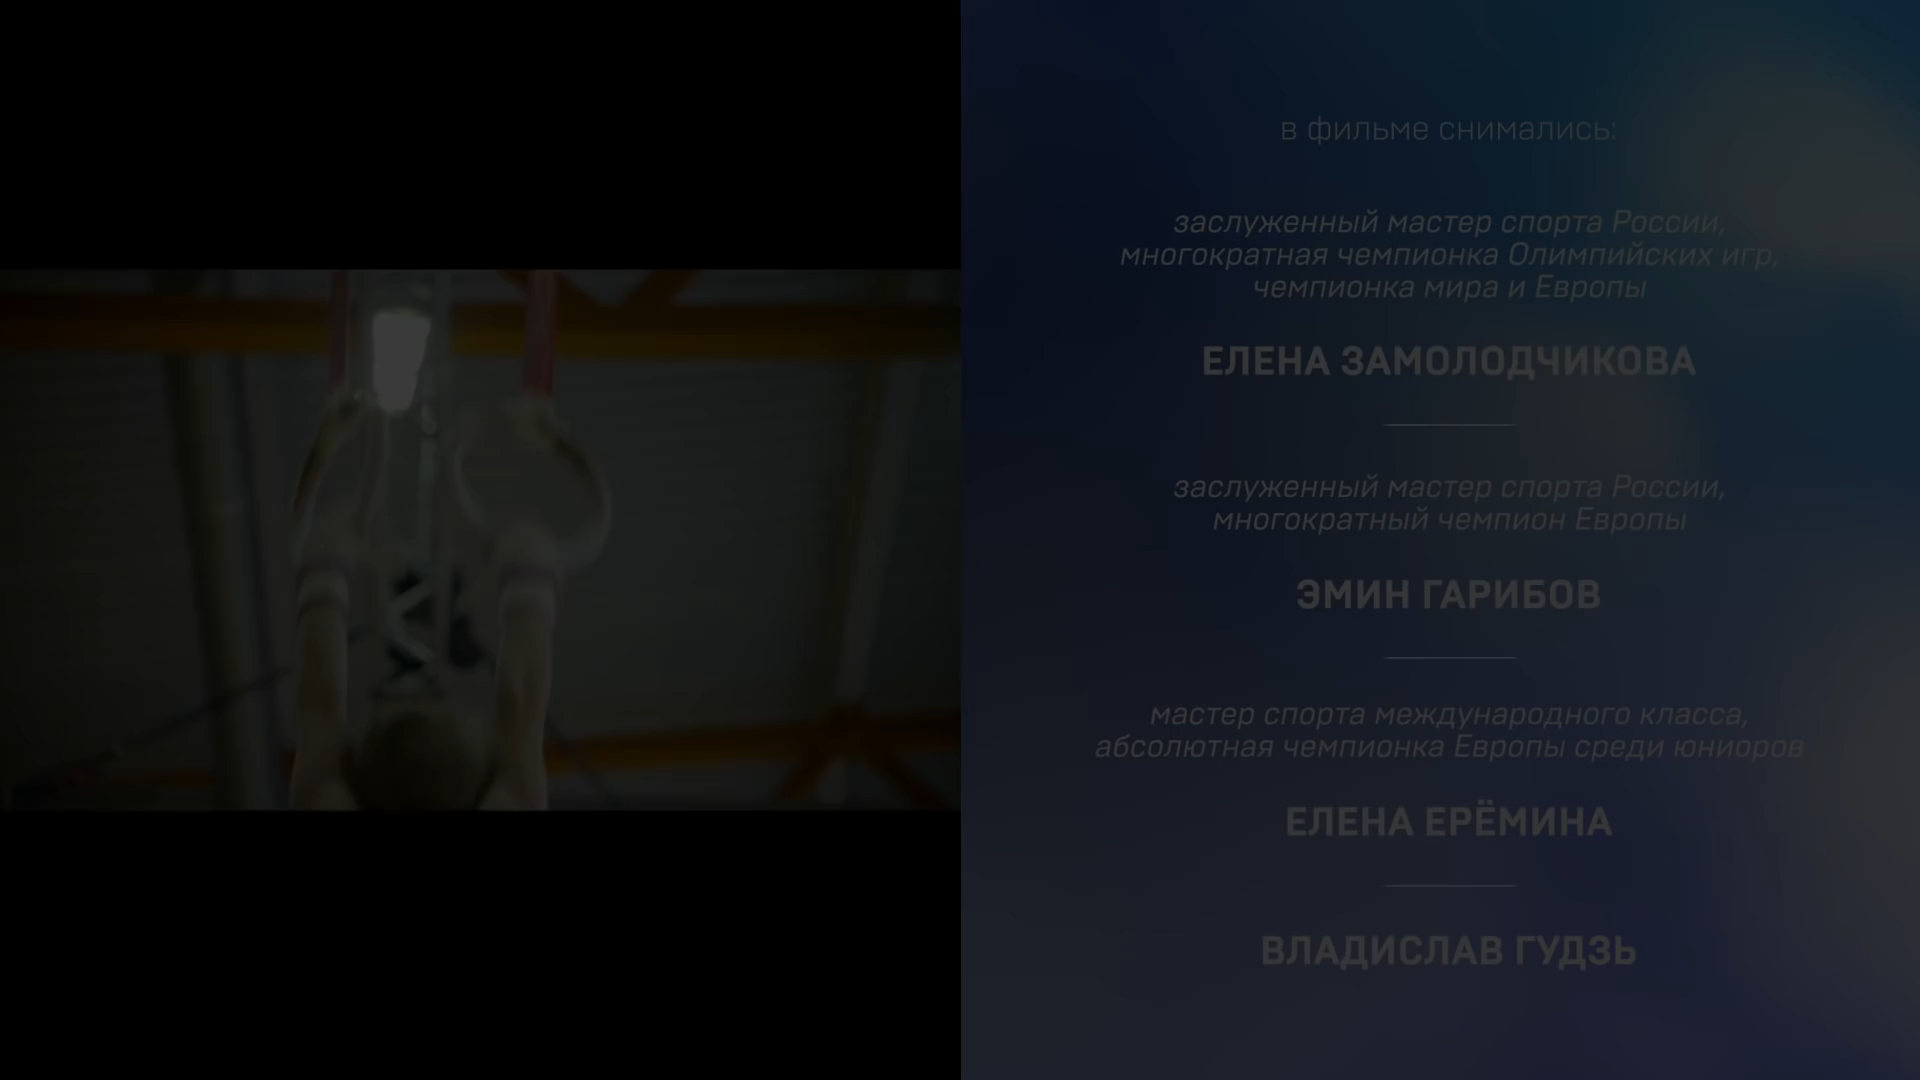 в фильме снимались:
заслуженный мастер спорта России,
многократная чемпионка Олимпийских игр,
чемпионка мира и Европы
ЕЛЕНА ЗАМОЛОДЧИКОВА
заслуженный мастер спорта России,
многократный чемпион Европы
ЭМИН ГАРИБОВ
мастер спорта международного класса,
абсолютная чемпионка Европы среди юниоров
ЕЛЕНА ЕРЁМИНА
ВЛАДИСЛАВ ГУДЗЬ